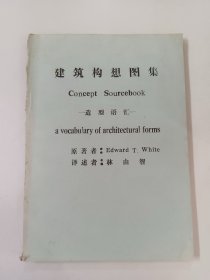 建筑构想图集
Concept Sourcebook
—造型语汇—
a vocabulary of architectural forms
原著者：Edward T. White
译述者：林由智